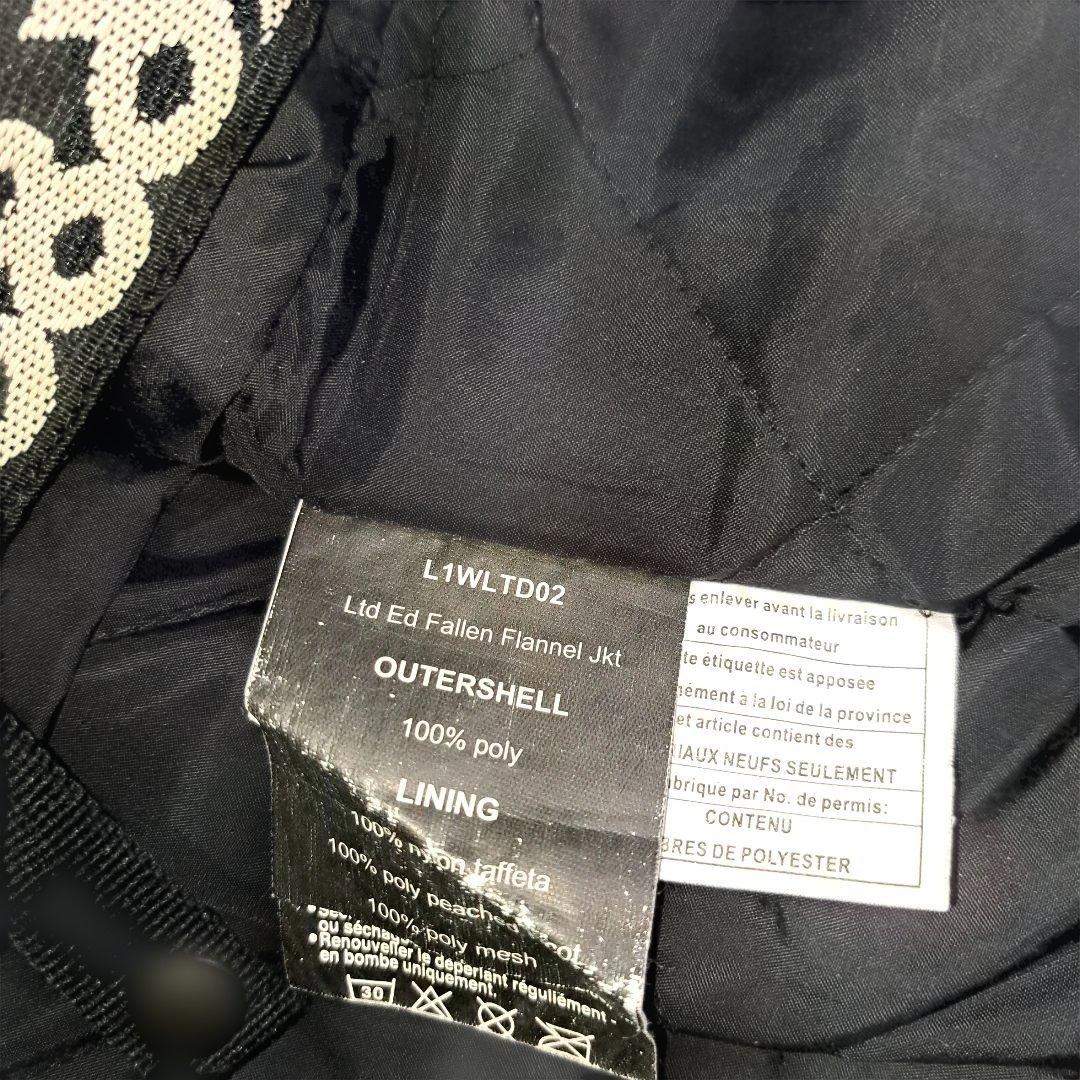 L1WLTD02
Ltd Ed Fallen Flannel Jkt
OUTERSHELL
100% poly
LINING
100% nylon taffeta
100% poly
100% poly mesh
ou
•Renouveller le deperlant régulièment -
en bombe uniquement.
30
s enlever avant la livraison
au consommateur
te étiquette est apposée
ément à la loi de la province
et article contient des
RIAUX NEUFS SEULEMENT
brique par No. de permis:
CONTENU
BRES DE POLYESTER